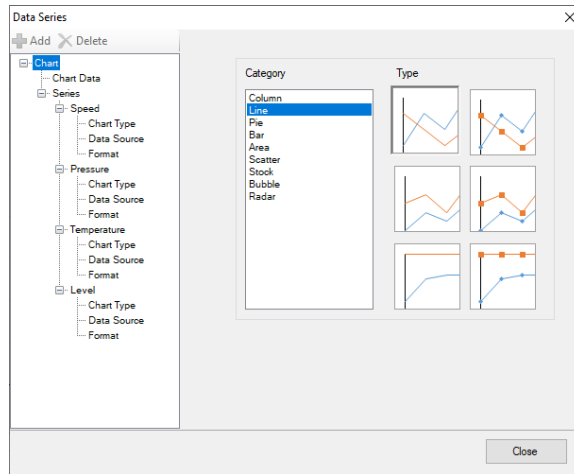 Data Series
Add Delete
Chart
Chart Data
Series
Speed
Chart Type
Data Source
Format
Pressure
Chart Type
Data Source
Format
Temperature
Chart Type
Data Source
Format
Level
Chart Type
Data Source
Format
Category
Column
Line
Pie
Bar
Area
Scatter
Stock
Bubble
Radar
Type
Close